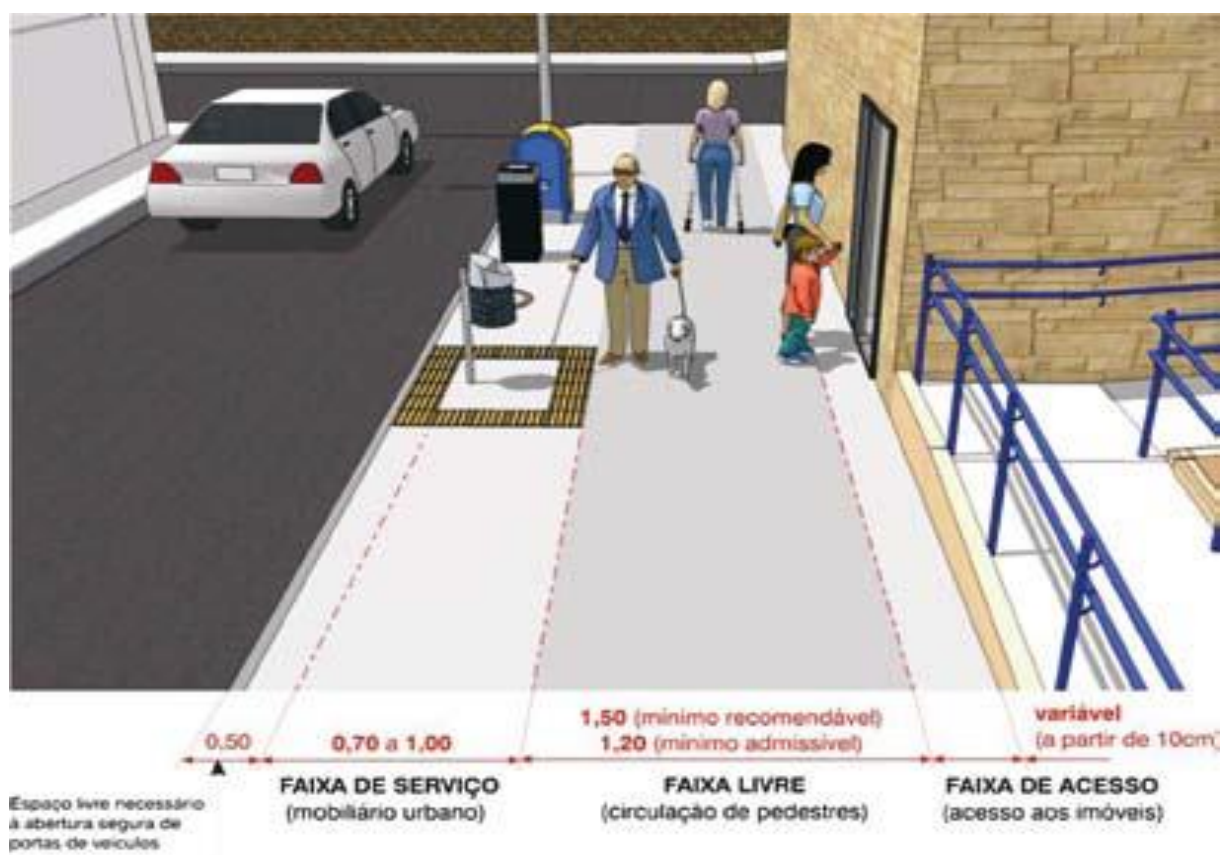 0,50
Espaço livre necessário
à abertura segura de
portas de veículos
0,70 a 1,00
FAIXA DE SERVIÇO
(mobiliário urbano)
1,50 (mínimo recomendável)
1,20 (mínimo admissível)
FAIXA LIVRE
(circulação de pedestres)
variável
(a partir de 10cm)
FAIXA DE ACESSO
(acesso aos imóveis)